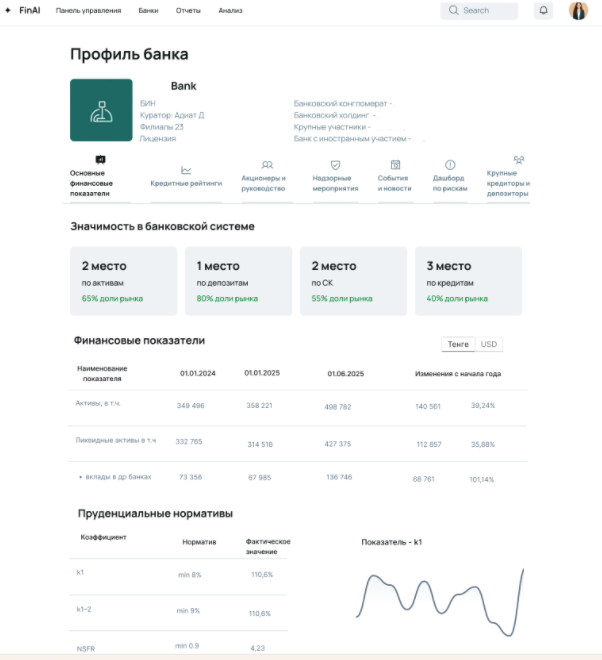 FinAI Панель управления Банки Отчеты Анализ Search
Профиль банка
Bank
БИН
Куратор: Адиат Д
Филиалы 23
Лицензия
Банковский конгломерат -
Банковский холдинг -
Крупные участники -
Банк с иностранным участием -
Основные
финансовые
показатели
Кредитные рейтинги
Акционеры и
руководство
Надзорные
мероприятия
События
и новости
Дашборд
по рискам
Крупные
кредиторы и
депозиторы
Значимость в банковской системе
2 место
по активам
65% доли рынка
1 место
по депозитам
80% доли рынка
2 место
по СК
55% доли рынка
3 место
по кредитам
40% доли рынка
Финансовые показатели
Тенге USD
Наименование
показателя
01.01.2024 01.01.2025 01.06.2025 Изменения с начала года
Активы, в т.ч. 349 496 358 221 498 782 140 561 39,24%
Ликвидные активы в т.ч 332 765 314 518 427 375 112 857 35,88%
• вклады в др банках 73 356 67 985 136 746 68 761 101,14%
Пруденциальные нормативы
Коэффициент Норматив Фактическое
значение
k1 min 8% 110,6%
k1-2 min 9% 110,6%
NSFR min 0.9 4,23
Показатель - k1